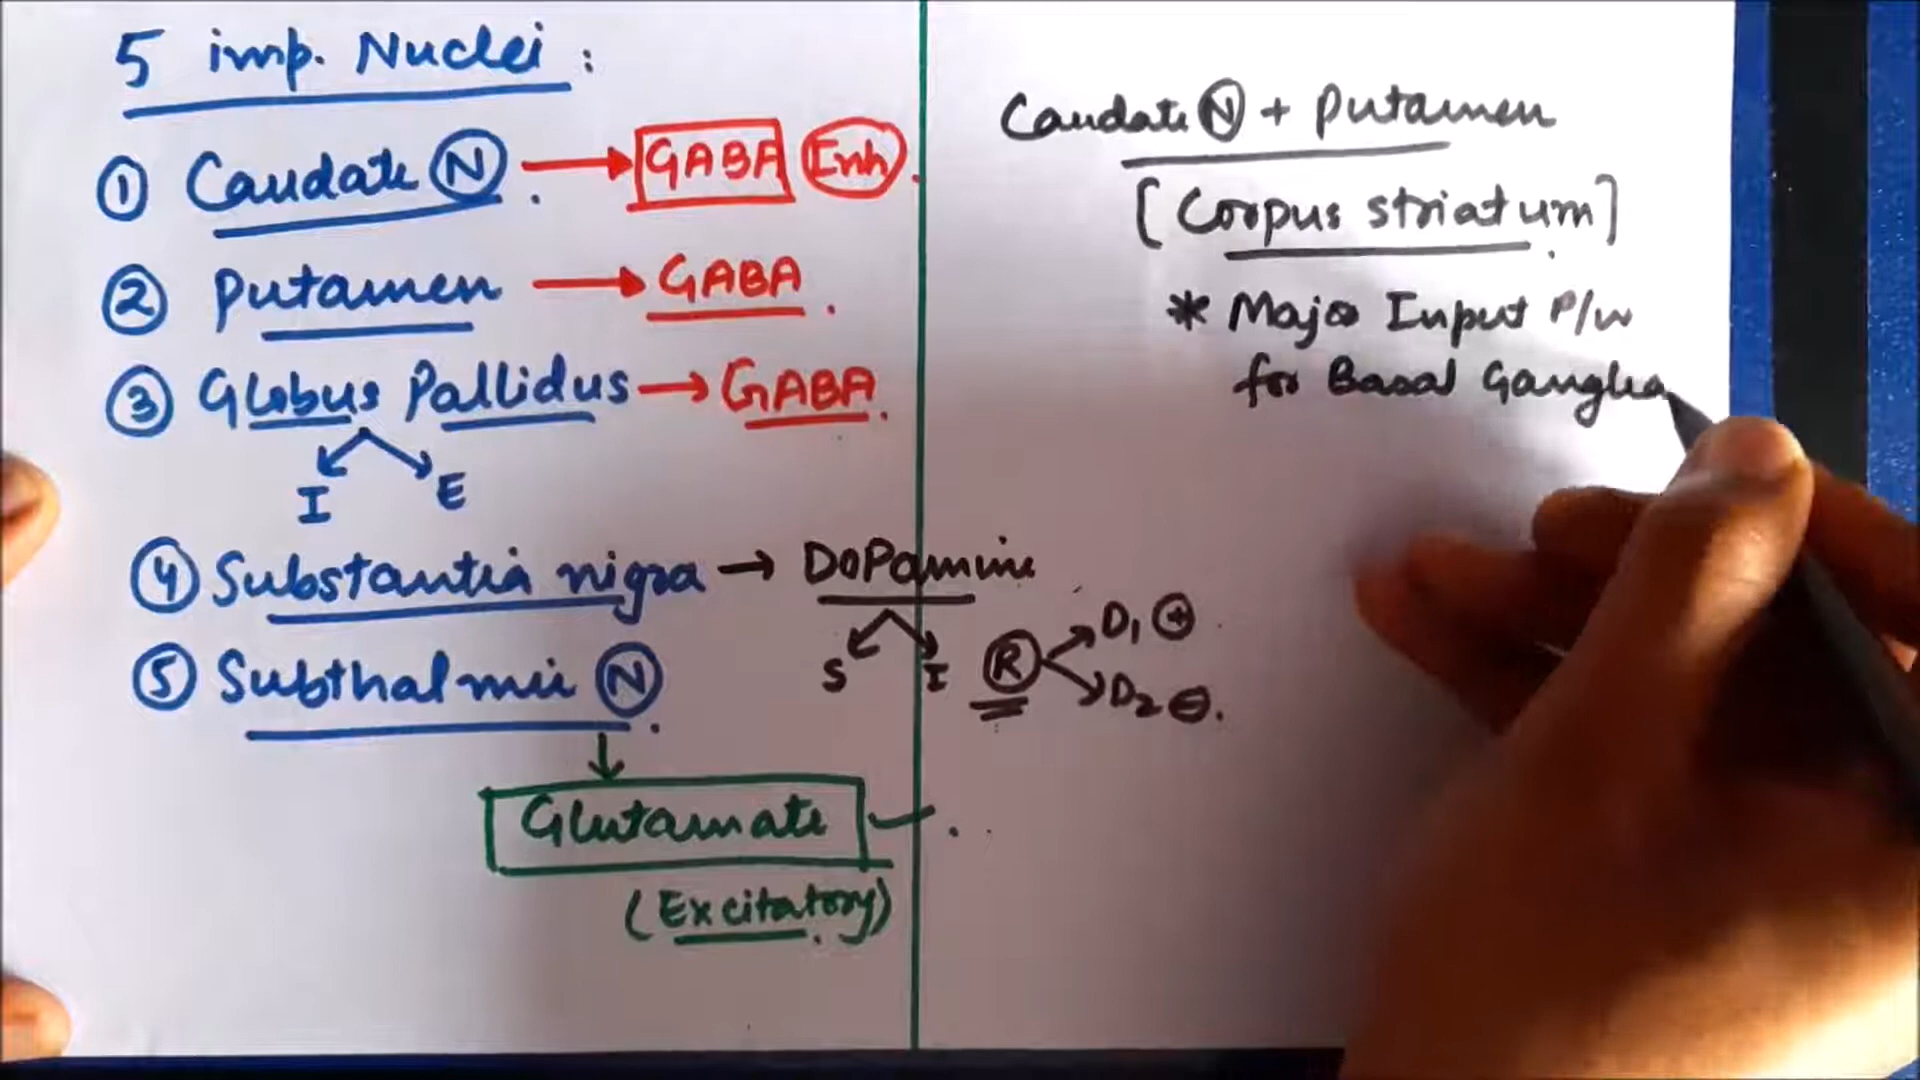 5 imp. Nuclei :
① Caudate Ⓝ . → GABA Inh .
② Putamen → GABA .
③ Globus Pallidus → GABA .
I E
④ Substantia nigra → DOPamine
S I Ⓡ D₁ ⊕
D₂ ⊖ .
⑤ Subthalmic Ⓝ .
↓
Glutamate .
(Excitatory)
Caudate Ⓝ + Putamen
[Corpus striatum]
* Major Input P/w
for Basal Ganglia